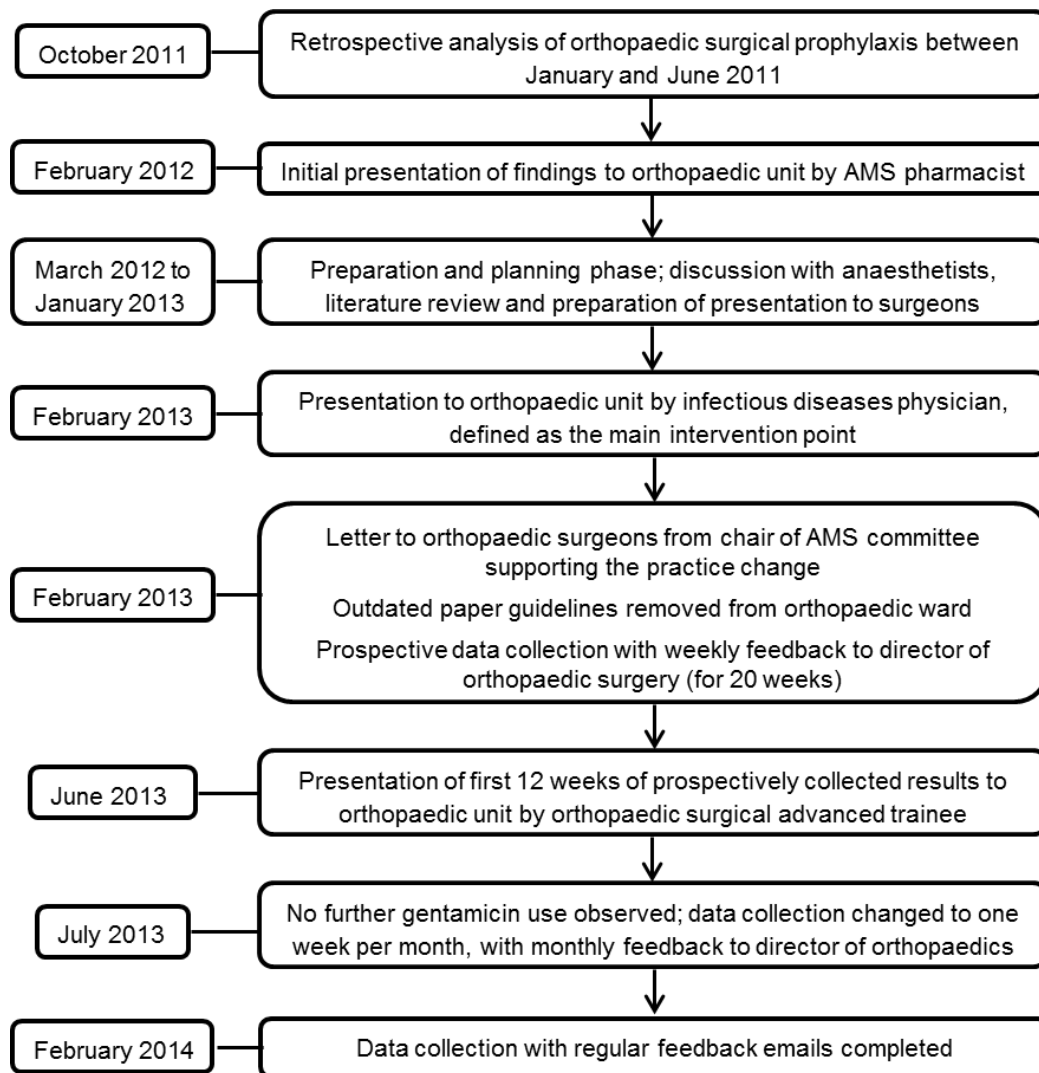 October 2011
Retrospective analysis of orthopaedic surgical prophylaxis between
January and June 2011
February 2012
Initial presentation of findings to orthopaedic unit by AMS pharmacist
March 2012 to
January 2013
Preparation and planning phase; discussion with anaesthetists,
literature review and preparation of presentation to surgeons
February 2013
Presentation to orthopaedic unit by infectious diseases physician,
defined as the main intervention point
February 2013
Letter to orthopaedic surgeons from chair of AMS committee
supporting the practice change
Outdated paper guidelines removed from orthopaedic ward
Prospective data collection with weekly feedback to director of
orthopaedic surgery (for 20 weeks)
June 2013
Presentation of first 12 weeks of prospectively collected results to
orthopaedic unit by orthopaedic surgical advanced trainee
July 2013
No further gentamicin use observed; data collection changed to one
week per month, with monthly feedback to director of orthopaedics
February 2014
Data collection with regular feedback emails completed